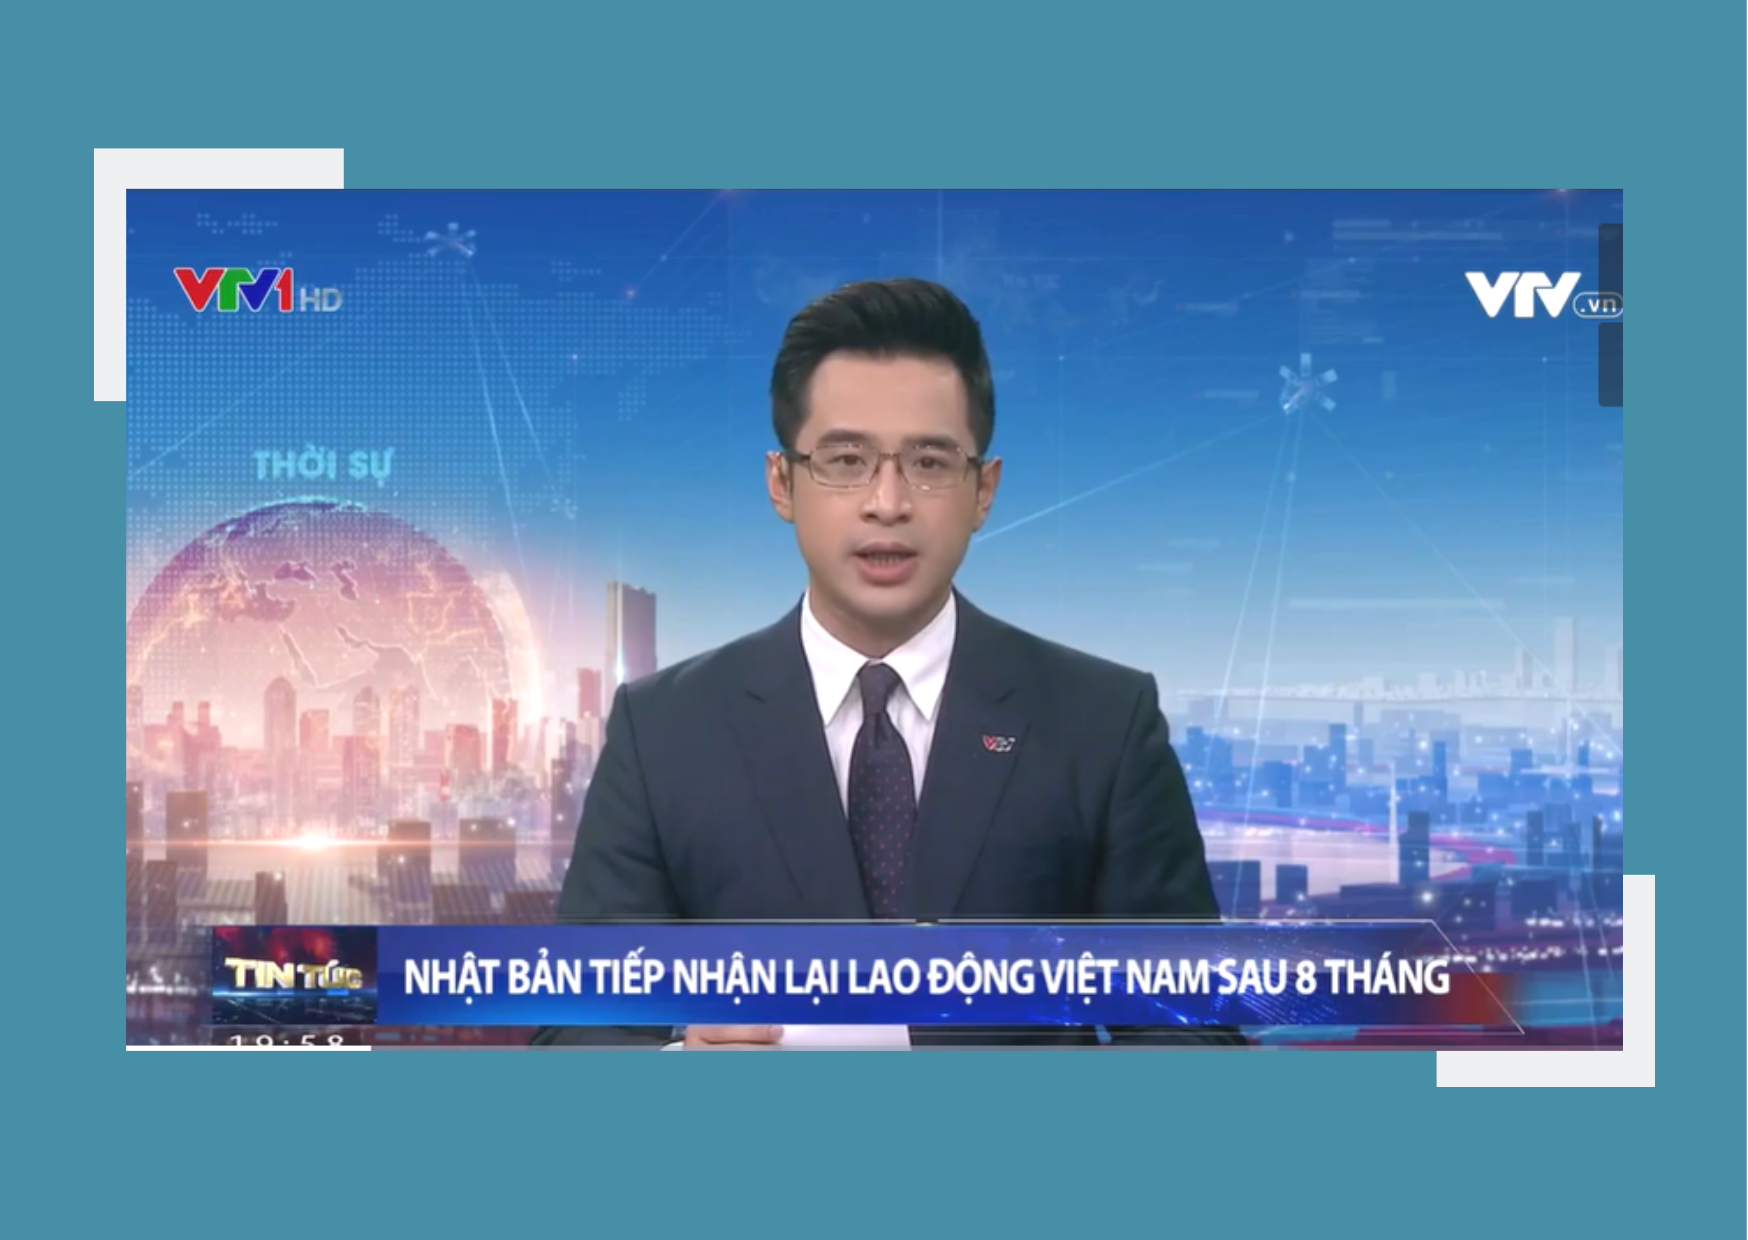 VTV1 HD
VTV.vn
THỜI SỰ
TIN TỨC
NHẬT BẢN TIẾP NHẬN LẠI LAO ĐỘNG VIỆT NAM SAU 8 THÁNG
19:58